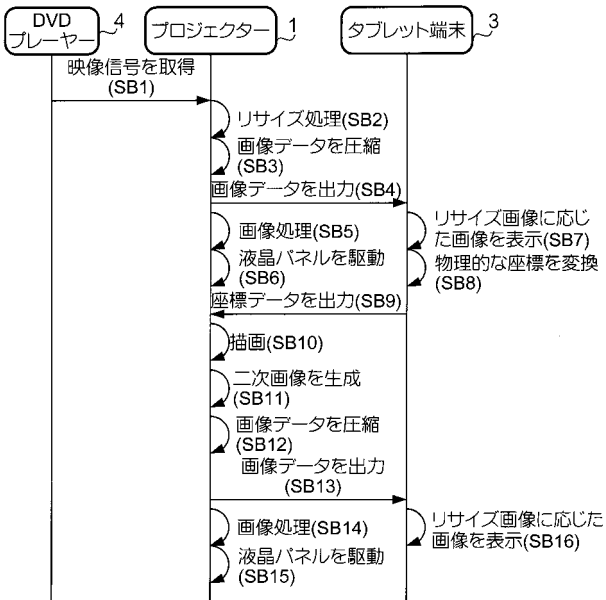 DVD
プレーヤー
4
プロジェクター
1
タブレット端末
3
映像信号を取得
(SB1)
リサイズ処理(SB2)
画像データを圧縮
(SB3)
画像データを出力(SB4)
画像処理(SB5)
リサイズ画像に応じ
た画像を表示(SB7)
液晶パネルを駆動
(SB6)
物理的な座標を変換
(SB8)
座標データを出力(SB9)
描画(SB10)
二次画像を生成
(SB11)
画像データを圧縮
(SB12)
画像データを出力
(SB13)
画像処理(SB14)
リサイズ画像に応じた
画像を表示(SB16)
液晶パネルを駆動
(SB15)